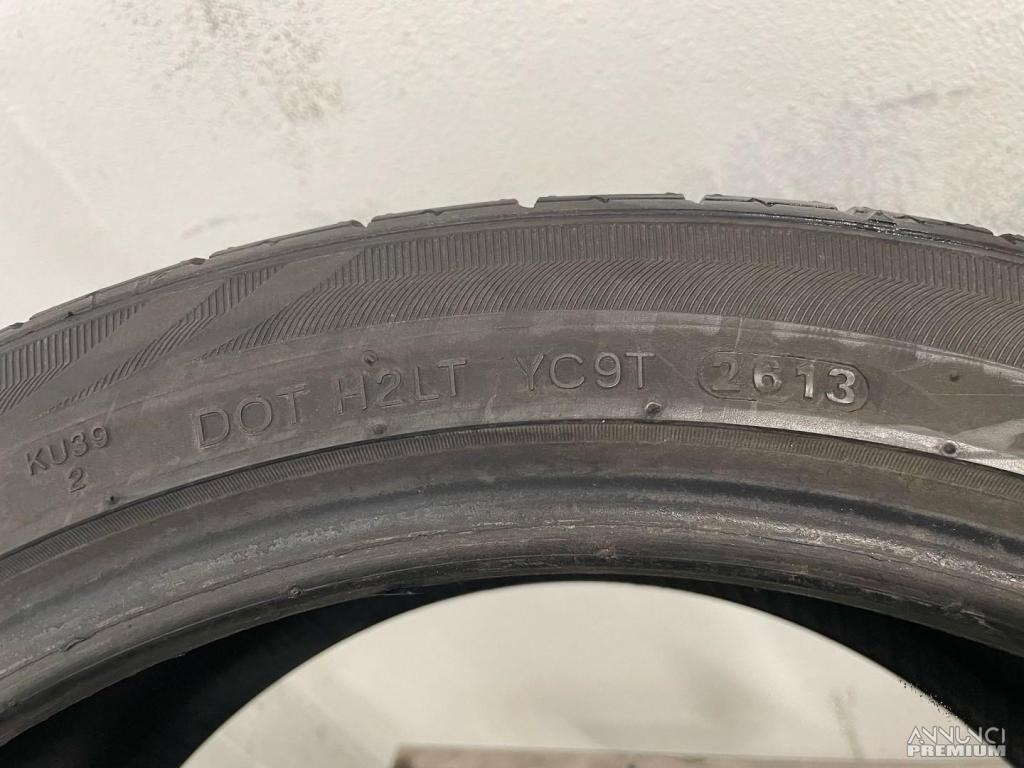 KU39
2
DOT H2LT YC9T 2613
ANNUNCI
PREMIUM